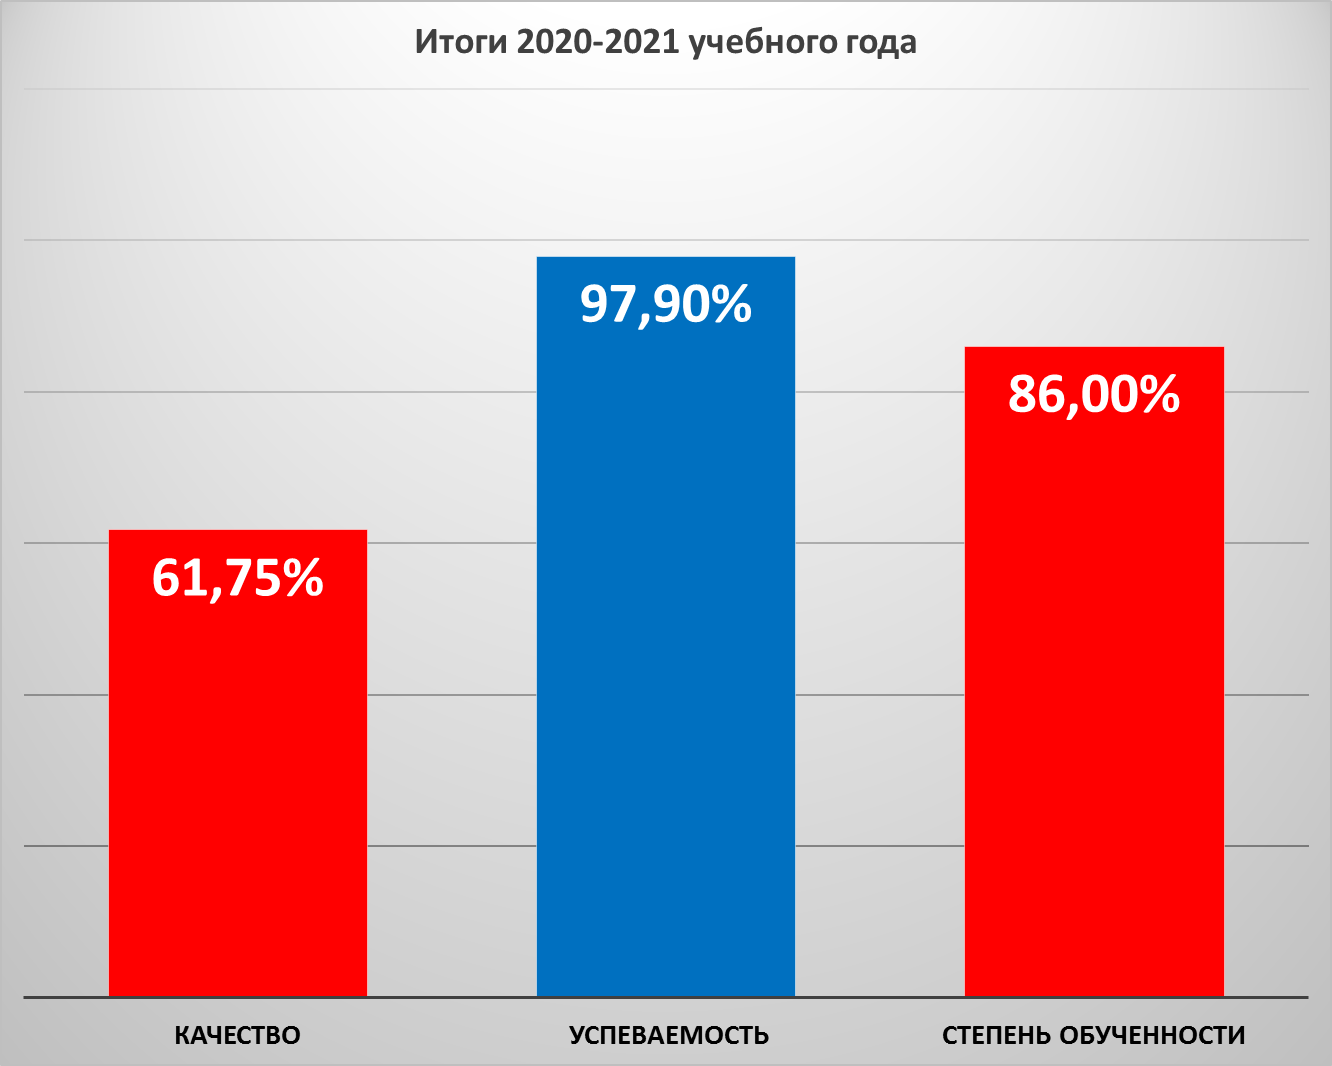 Итоги 2020-2021 учебного года
97,90%
86,00%
61,75%
КАЧЕСТВО
УСПЕВАЕМОСТЬ
СТЕПЕНЬ ОБУЧЕННОСТИ